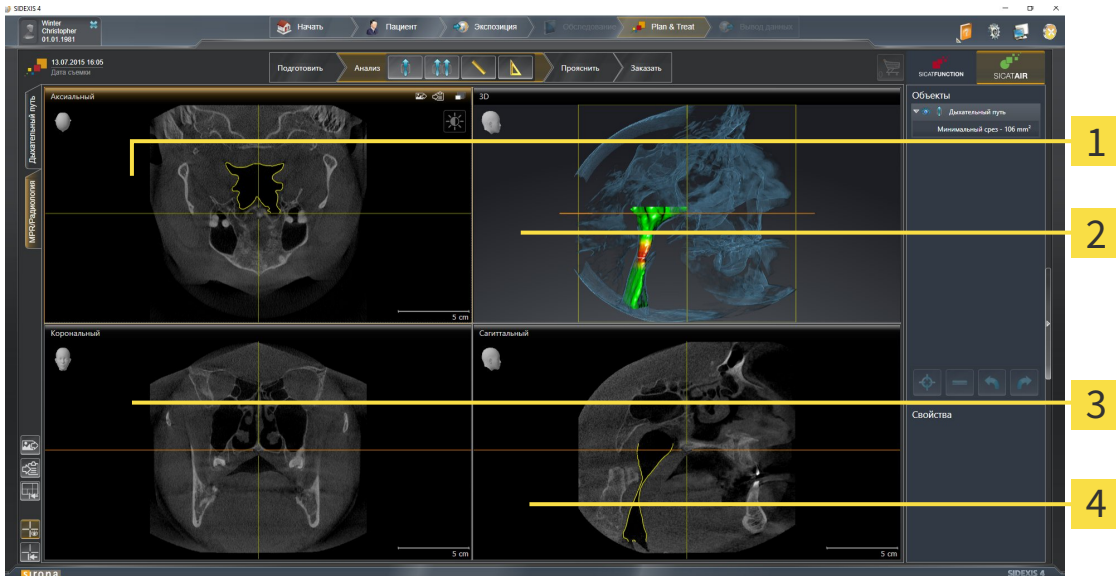 SIDEXIS 4
Winter
Christopher
01.01.1981
Начать
Пациент
Экспозиция
Обследование
Plan & Treat
Вывод данных
13.07.2015 16:05
Дата съемки
Подготовить
Анализ
Прояснить
Заказать
SICATFUNCTION
SICATAIR
Дыхательный путь
MPR/Радиология
Аксиальный
5 cm
3D
Корональный
5 cm
Сагиттальный
5 cm
Объекты
Дыхательный путь
Минимальный срез - 106 mm²
Свойства
1
2
3
4
sirona
SIDEXIS 4